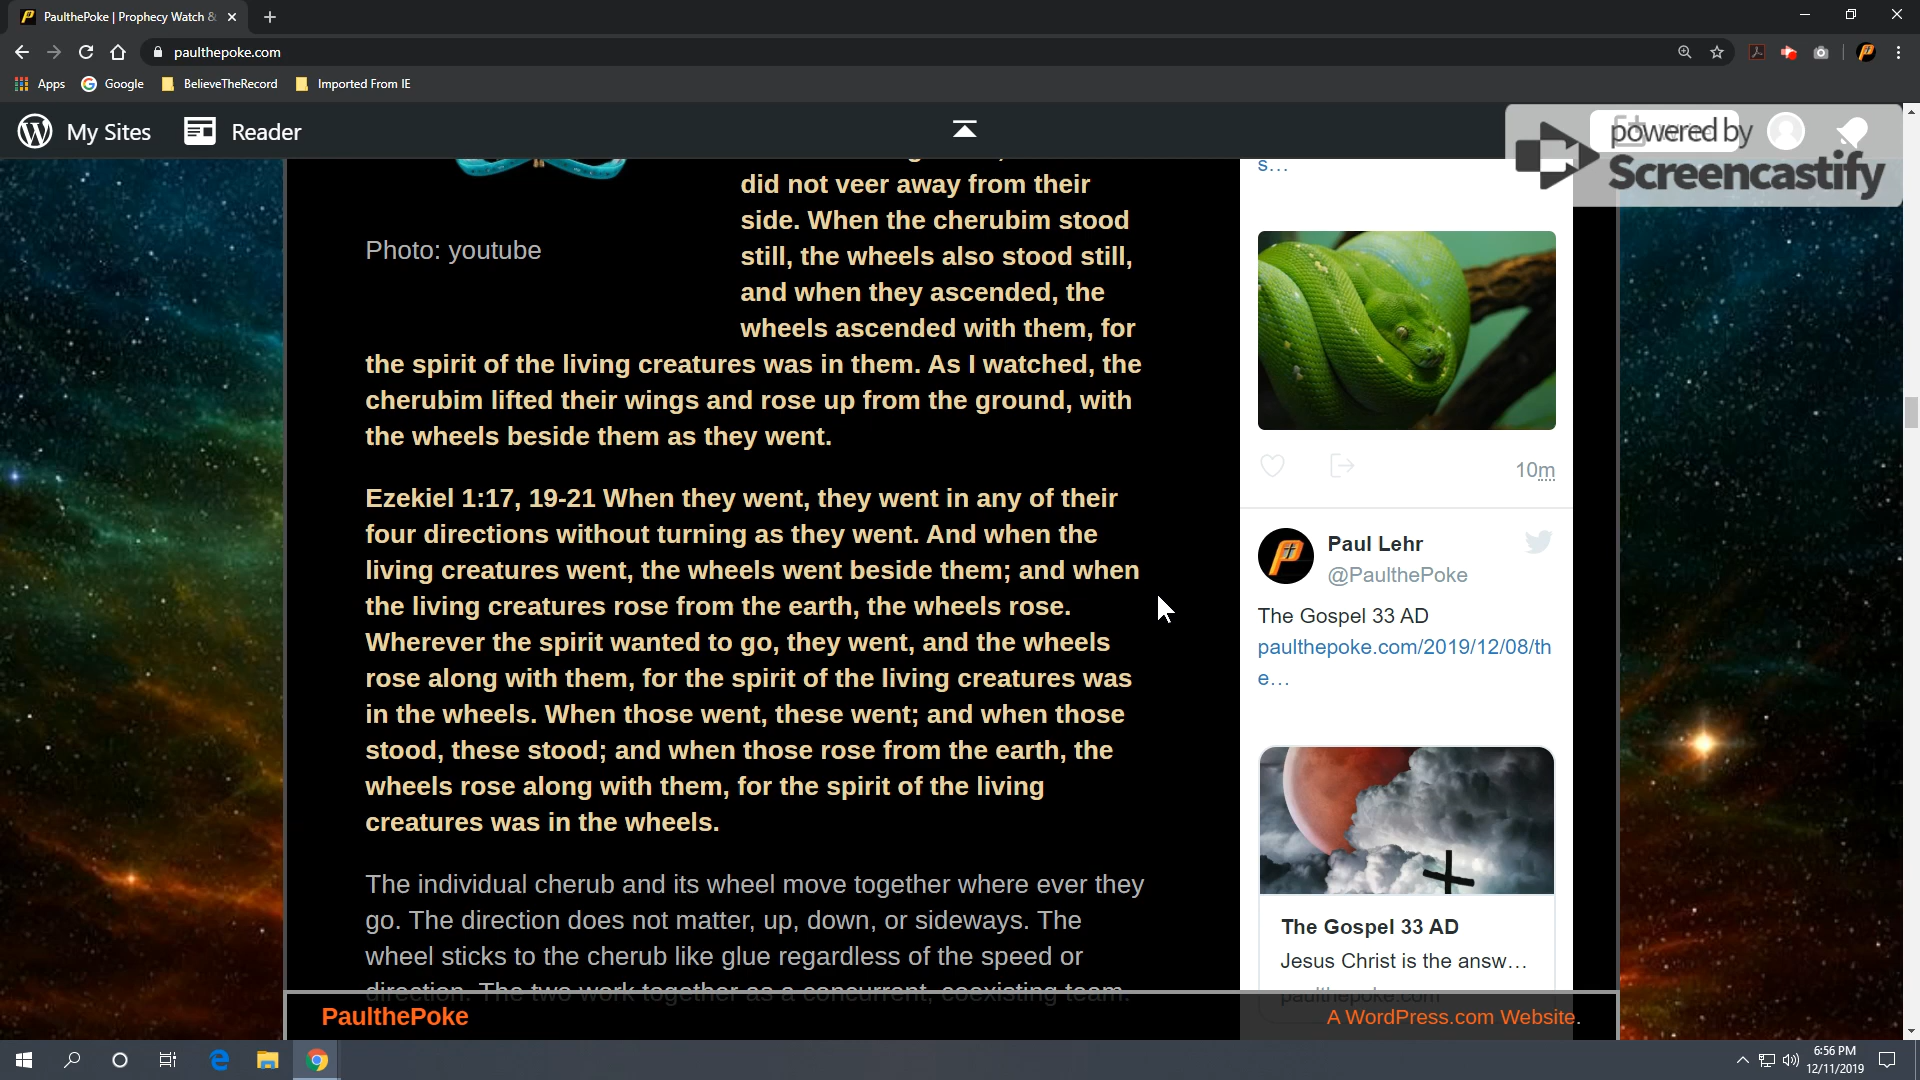 PaulthePoke | Prophecy Watch &
paulthepoke.com
Apps
Google
BelieveTheRecord
Imported From IE
My Sites
Reader
powered by
Screencastify
did not veer away from their
side. When the cherubim stood
still, the wheels also stood still,
and when they ascended, the
wheels ascended with them, for
the spirit of the living creatures was in them. As I watched, the
cherubim lifted their wings and rose up from the ground, with
the wheels beside them as they went.
Photo: youtube
Ezekiel 1:17, 19-21 When they went, they went in any of their
four directions without turning as they went. And when the
living creatures went, the wheels went beside them; and when
the living creatures rose from the earth, the wheels rose.
Wherever the spirit wanted to go, they went, and the wheels
rose along with them, for the spirit of the living creatures was
in the wheels. When those went, these went; and when those
stood, these stood; and when those rose from the earth, the
wheels rose along with them, for the spirit of the living
creatures was in the wheels.
The individual cherub and its wheel move together where ever they
go. The direction does not matter, up, down, or sideways. The
wheel sticks to the cherub like glue regardless of the speed or
direction. The two work together as a concurrent, coexisting team.
s…
10m
Paul Lehr
@PaulthePoke
The Gospel 33 AD
paulthepoke.com/2019/12/08/th
e…
The Gospel 33 AD
Jesus Christ is the answ…
paulthepoke.com
PaulthePoke
A WordPress.com Website.
6:56 PM
12/11/2019